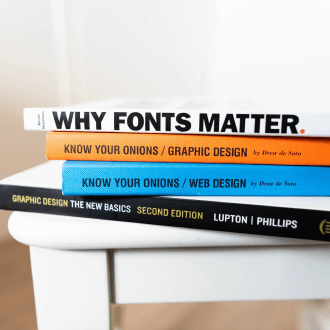 WHY FONTS MATTER.
KNOW YOUR ONIONS / GRAPHIC DESIGN by Drew de Soto
KNOW YOUR ONIONS / WEB DESIGN by Drew de Soto
GRAPHIC DESIGN THE NEW BASICS SECOND EDITION LUPTON | PHILLIPS